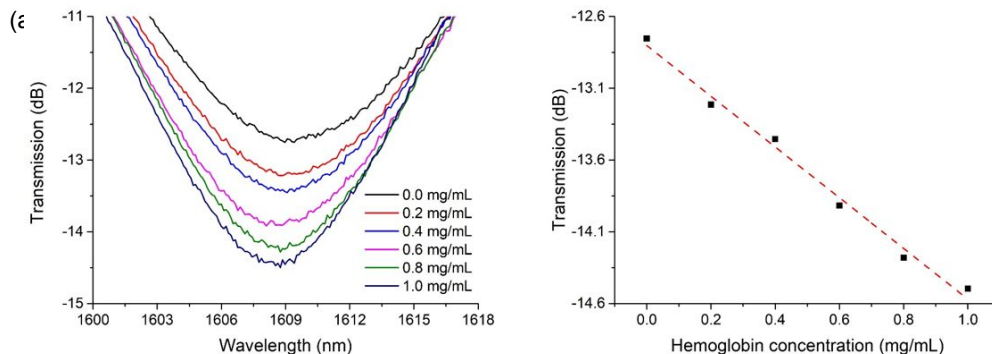 (a
-11
-12
-13
-14
-15
Transmission (dB)
0.0 mg/mL
0.2 mg/mL
0.4 mg/mL
0.6 mg/mL
0.8 mg/mL
1.0 mg/mL
1600 1603 1606 1609 1612 1615 1618
Wavelength (nm)
-12.6
-13.1
-13.6
-14.1
-14.6
Transmission (dB)
0.0 0.2 0.4 0.6 0.8 1.0
Hemoglobin concentration (mg/mL)